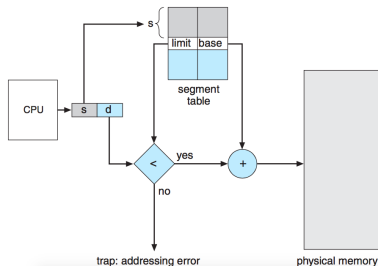 s
limit base
segment
table
CPU
s d
<
yes
+
no
trap: addressing error
physical memory